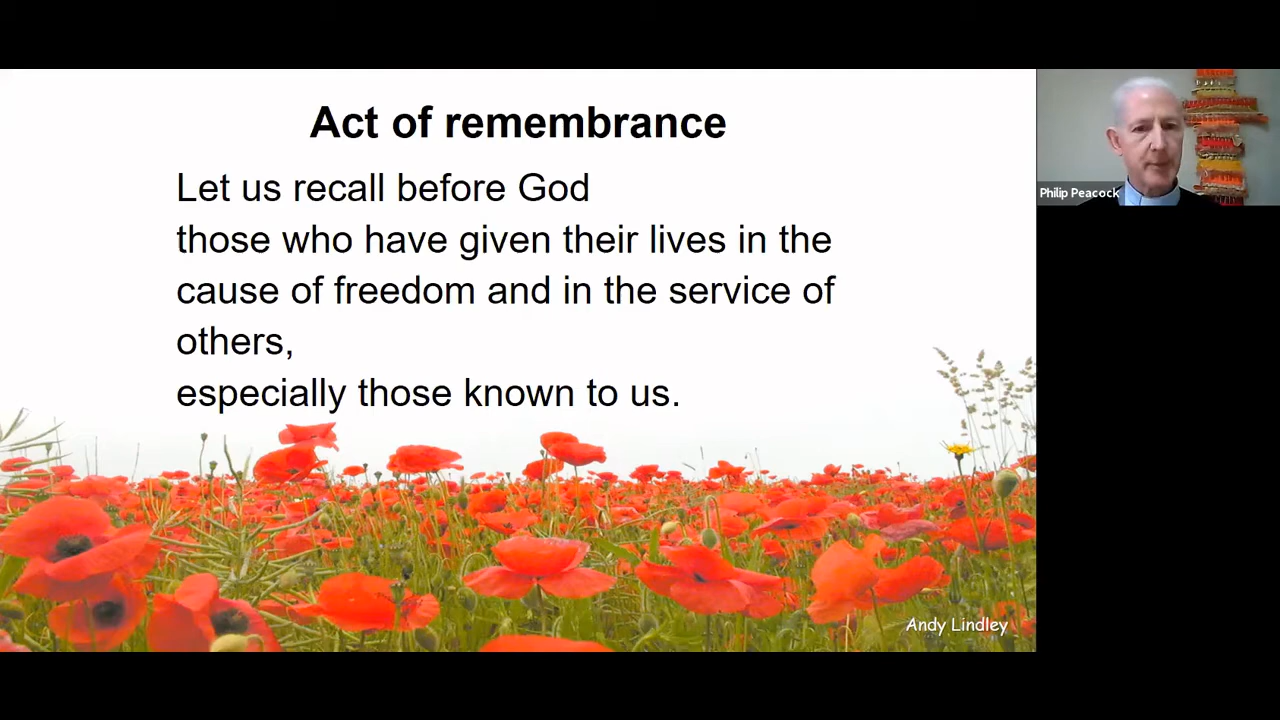 Act of remembrance
Let us recall before God
those who have given their lives in the
cause of freedom and in the service of
others,
especially those known to us.
Andy Lindley
Philip Peacock